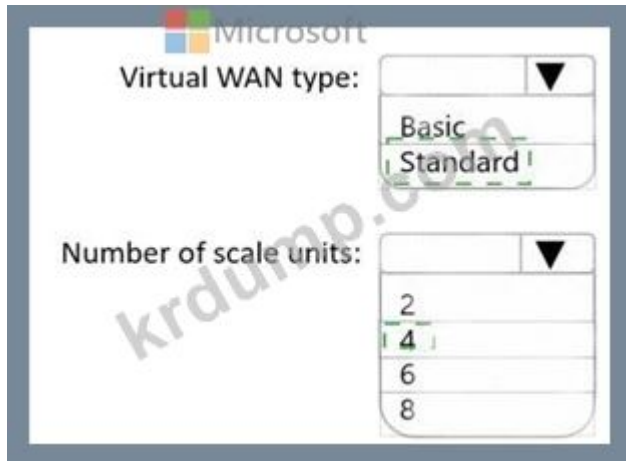 Microsoft
Virtual WAN type:
Basic
Standard
krdump.com
Number of scale units:
2
4
6
8